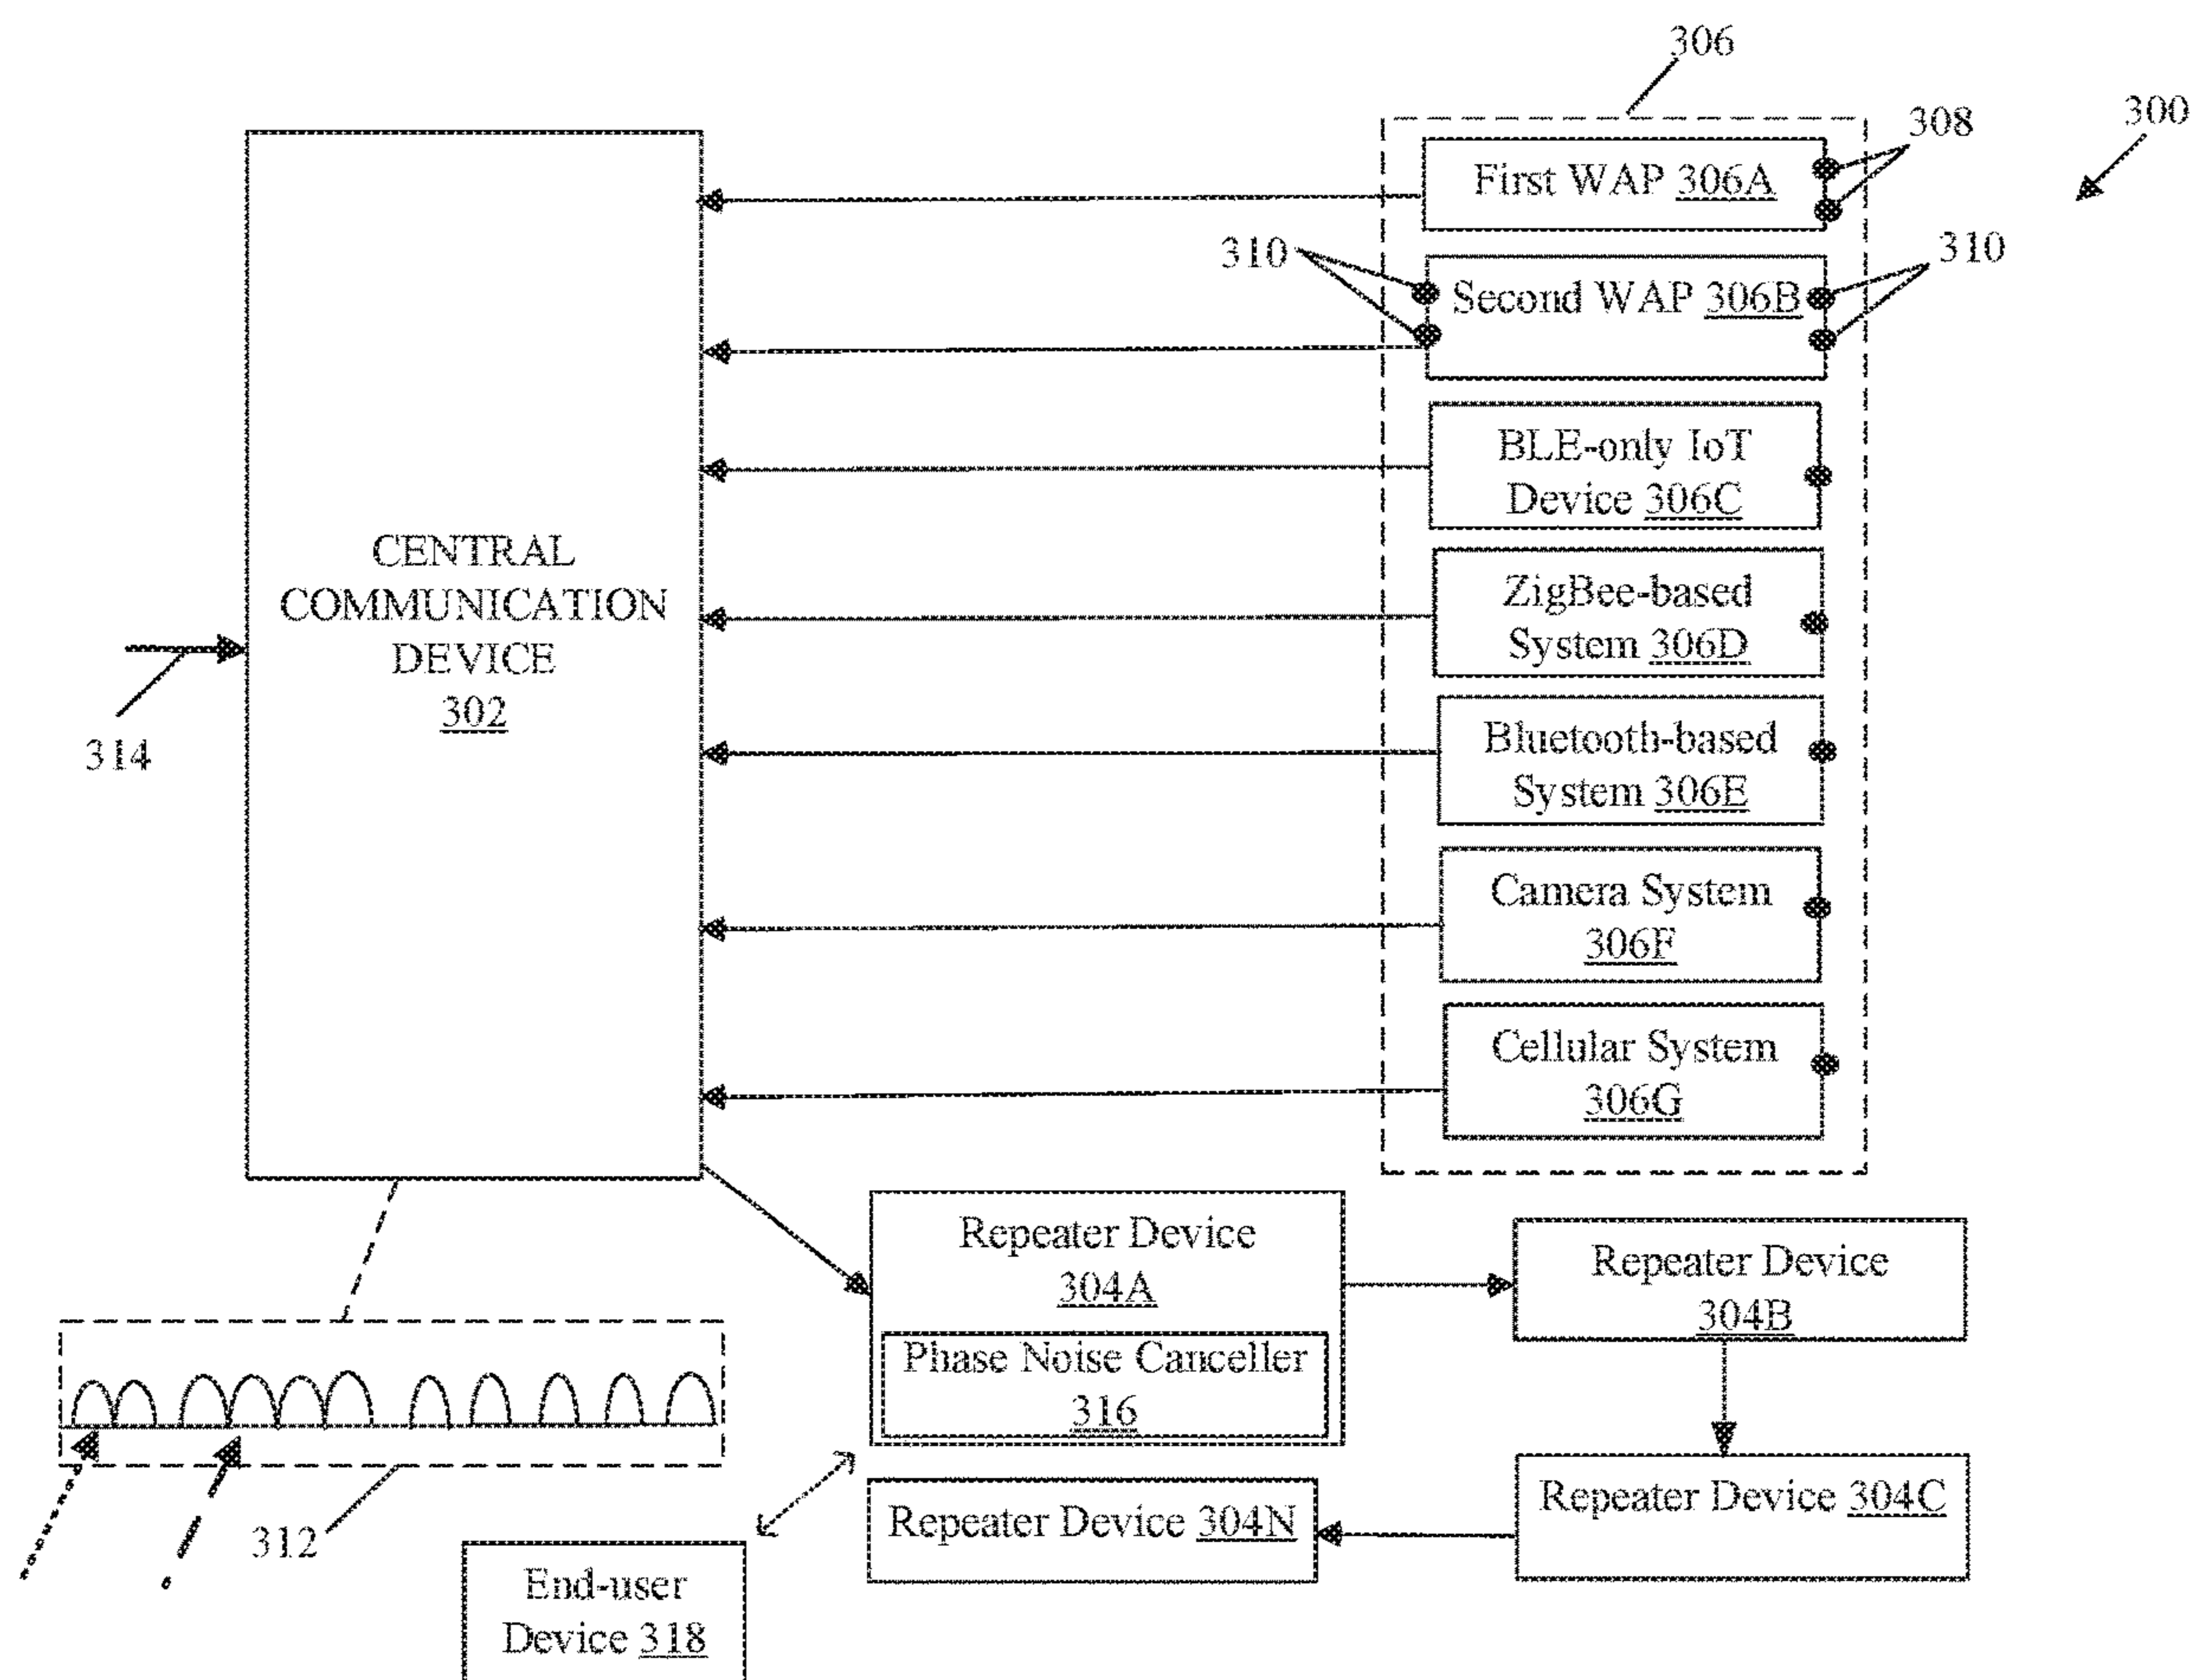 306
308
300
First WAP 306A
310
310
Second WAP 306B
BLE-only IoT
Device 306C
CENTRAL
COMMUNICATION
DEVICE
302
ZigBee-based
System 306D
314
Bluetooth-based
System 306E
Camera System
306F
Cellular System
306G
Repeater Device
304A
Phase Noise Canceller
316
Repeater Device
304B
Repeater Device 304C
Repeater Device 304N
312
End-user
Device 318